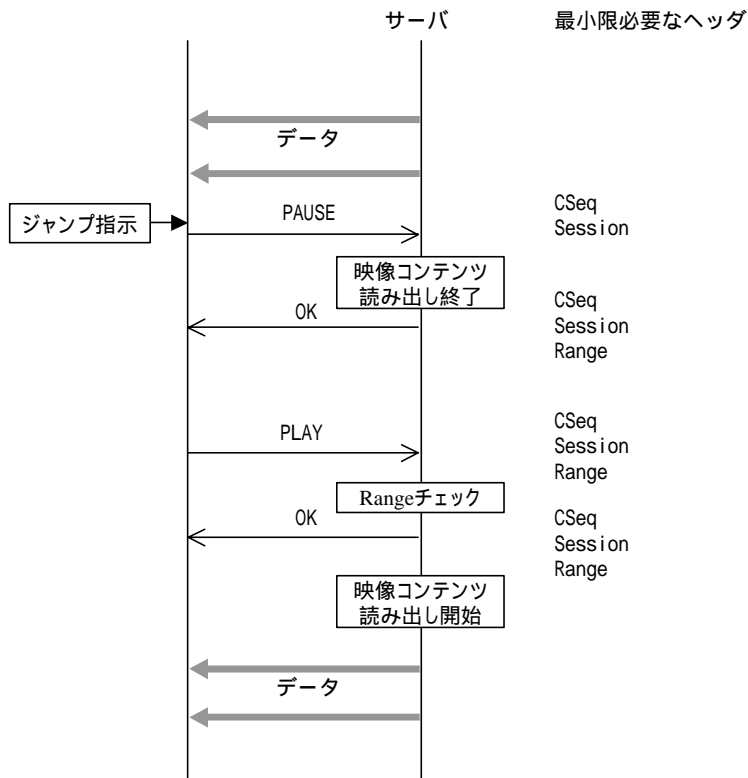 サーバ
最小限必要なヘッダ
データ
ジャンプ指示
PAUSE
CSeq
Session
映像コンテンツ
読み出し終了
OK
CSeq
Session
Range
PLAY
CSeq
Session
Range
Rangeチェック
OK
CSeq
Session
Range
映像コンテンツ
読み出し開始
データ